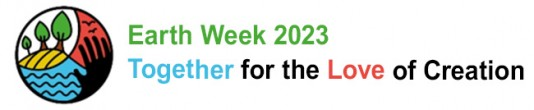 Earth Week 2023
Together for the Love of Creation